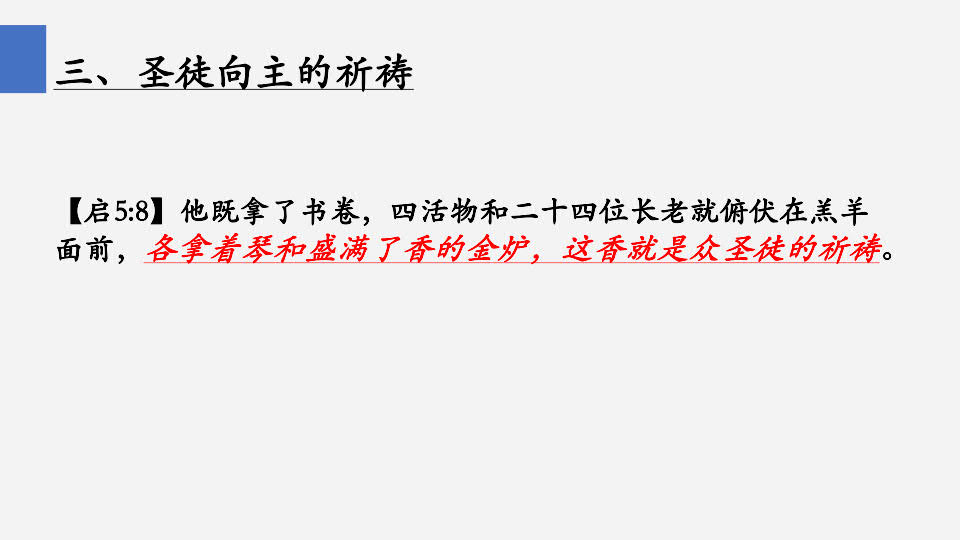 三、圣徒向主的祈祷
【启5:8】他既拿了书卷，四活物和二十四位长老就俯伏在羔羊
面前，各拿着琴和盛满了香的金炉，这香就是众圣徒的祈祷。